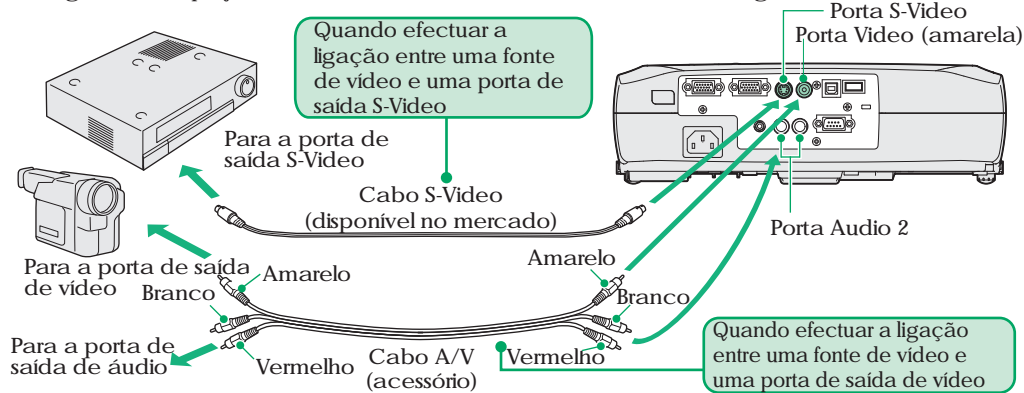 Porta S-Video
Porta Video (amarela)
Quando efectuar a
ligação entre uma fonte
de vídeo e uma porta de
saída S-Video
Para a porta de
saída S-Video
Cabo S-Video
(disponível no mercado)
Porta Audio 2
Para a porta de saída
de vídeo
Amarelo
Amarelo
Branco
Branco
Para a porta de
saída de áudio
Vermelho
Cabo A/V
(acessório)
Vermelho
Quando efectuar a ligação
entre uma fonte de vídeo e
uma porta de saída de vídeo